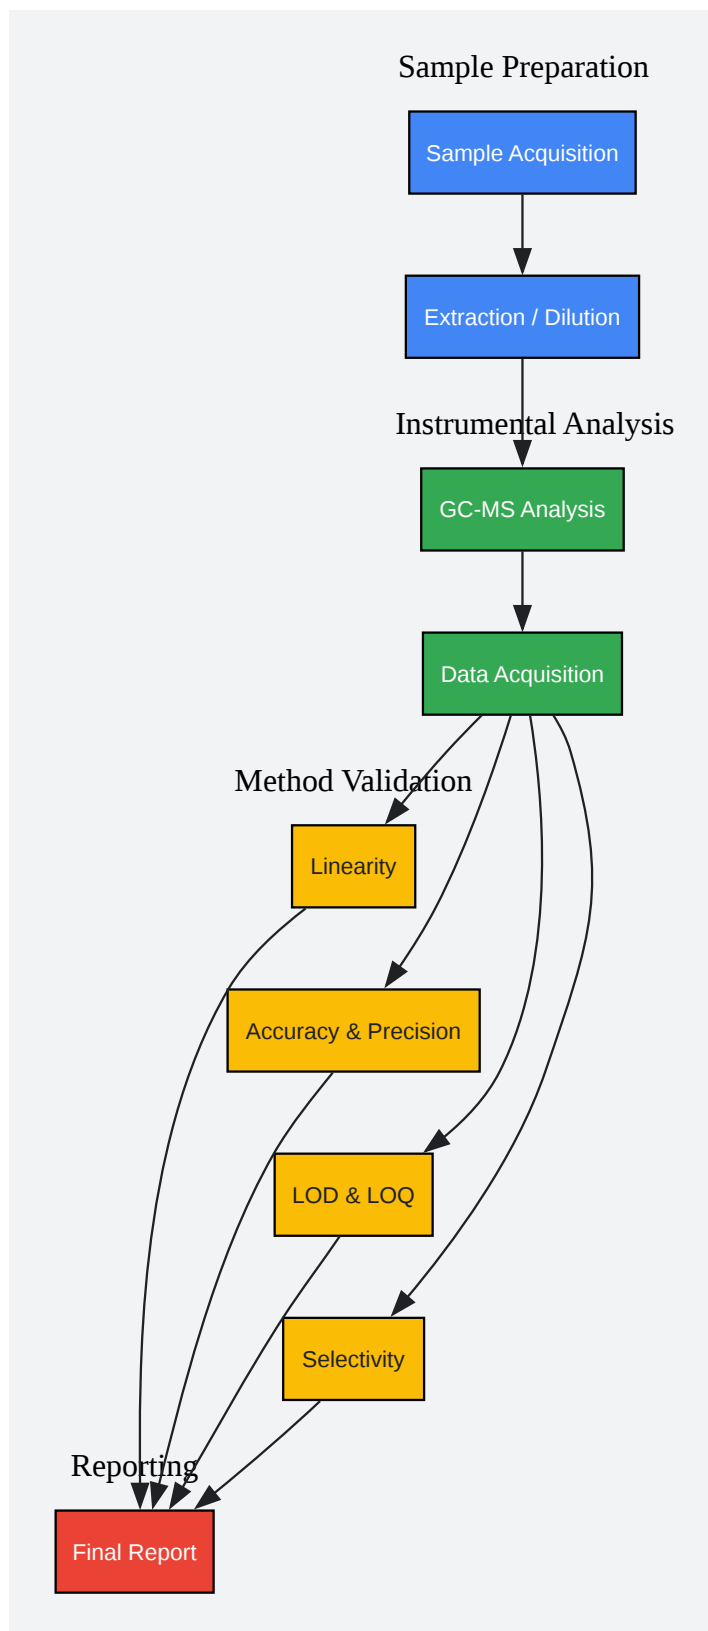 Sample Preparation
Sample Acquisition
Extraction / Dilution
Instrumental Analysis
GC-MS Analysis
Data Acquisition
Method Validation
Linearity
Accuracy & Precision
LOD & LOQ
Selectivity
Reporting
Final Report